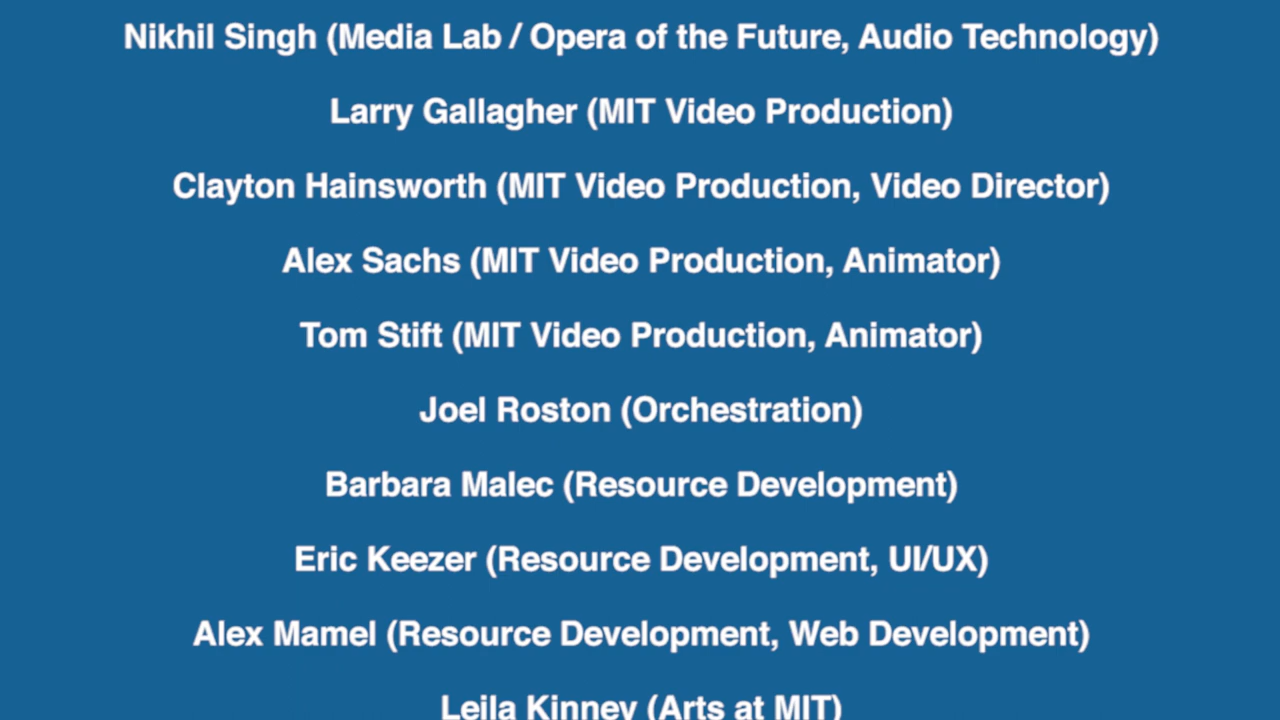 Nikhil Singh (Media Lab / Opera of the Future, Audio Technology)
Larry Gallagher (MIT Video Production)
Clayton Hainsworth (MIT Video Production, Video Director)
Alex Sachs (MIT Video Production, Animator)
Tom Stift (MIT Video Production, Animator)
Joel Roston (Orchestration)
Barbara Malec (Resource Development)
Eric Keezer (Resource Development, UI/UX)
Alex Mamel (Resource Development, Web Development)
Leila Kinney (Arts at MIT)